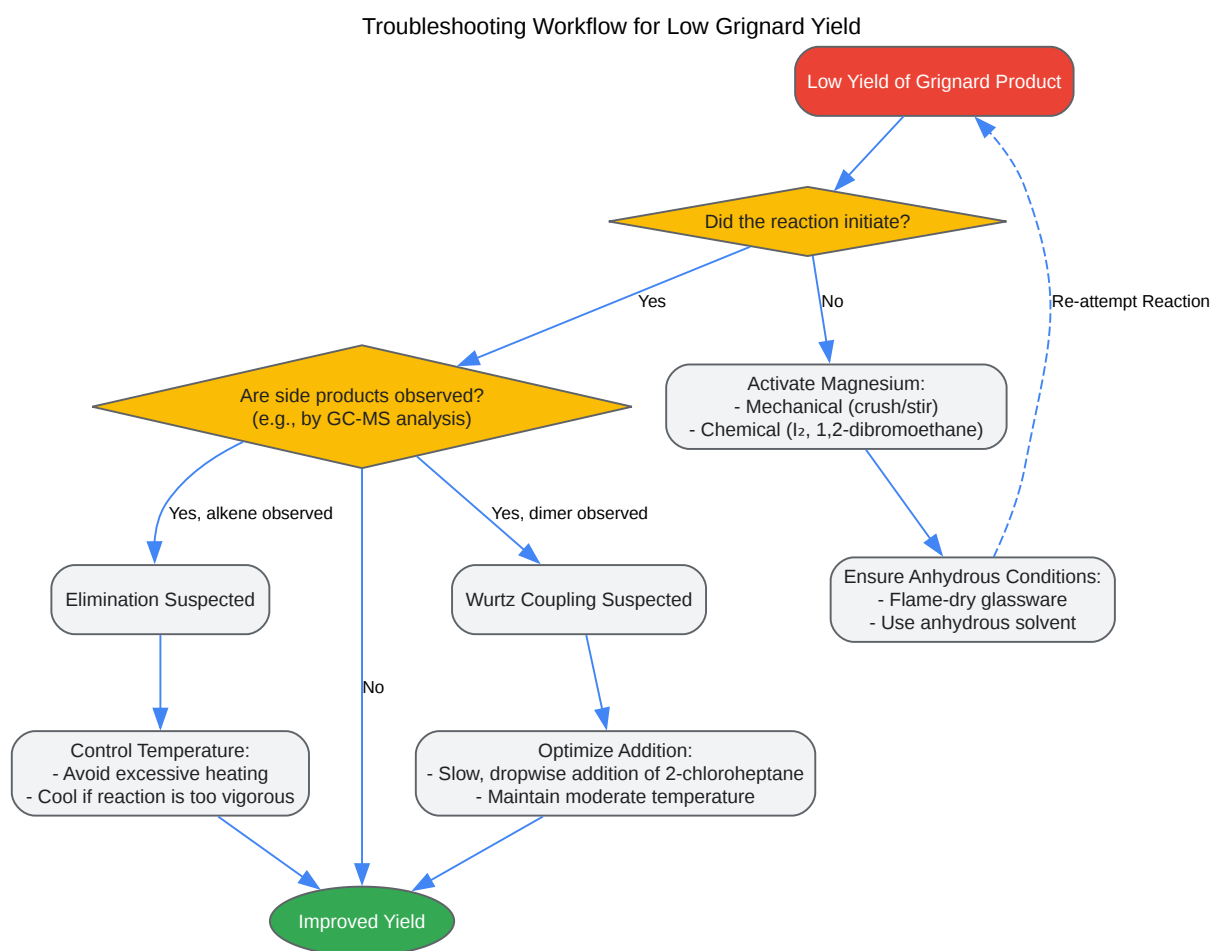 Troubleshooting Workflow for Low Grignard Yield
Low Yield of Grignard Product
Did the reaction initiate?
Yes
No
Re-attempt Reaction
Are side products observed?
(e.g., by GC-MS analysis)
Activate Magnesium:
- Mechanical (crush/stir)
- Chemical (I₂, 1,2-dibromoethane)
Yes, alkene observed
Yes, dimer observed
Elimination Suspected
Wurtz Coupling Suspected
Ensure Anhydrous Conditions:
- Flame-dry glassware
- Use anhydrous solvent
No
Control Temperature:
- Avoid excessive heating
- Cool if reaction is too vigorous
Optimize Addition:
- Slow, dropwise addition of 2-chloroheptane
- Maintain moderate temperature
Improved Yield